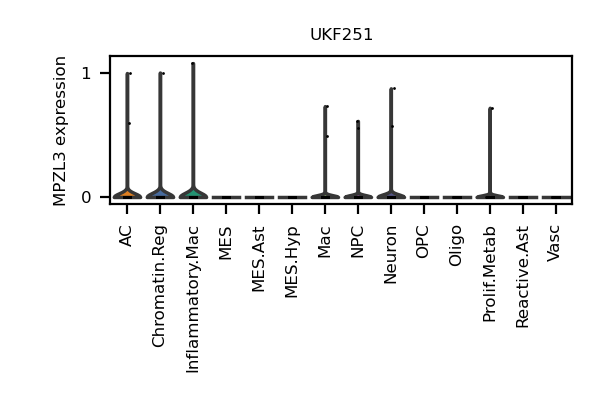 UKF251
MPZL3 expression
1
0
AC
Chromatin.Reg
Inflammatory.Mac
MES
MES.Ast
MES.Hyp
Mac
NPC
Neuron
OPC
Oligo
Prolif.Metab
Reactive.Ast
Vasc